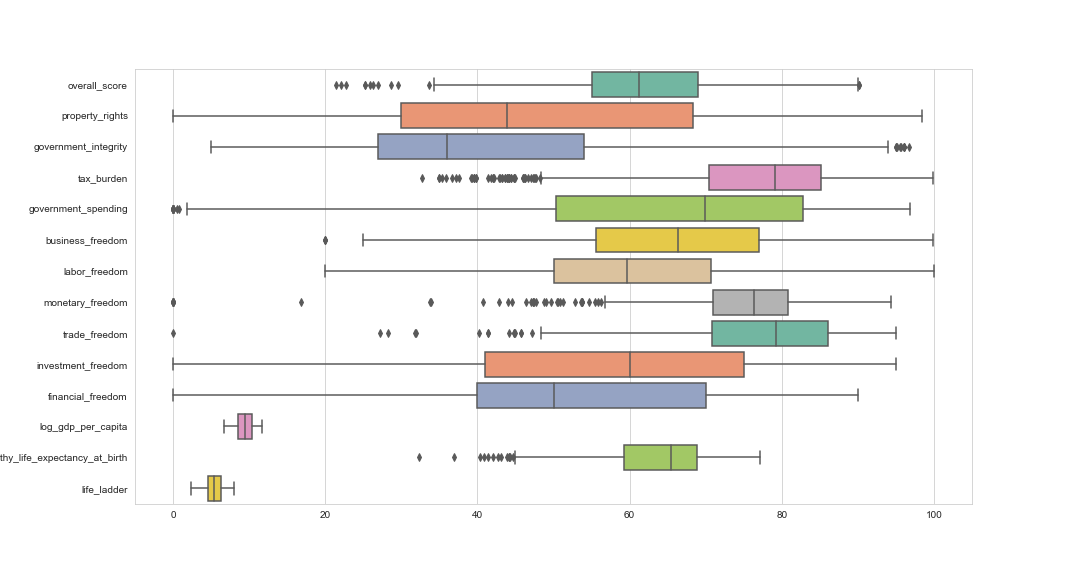 overall_score
property_rights
government_integrity
tax_burden
government_spending
business_freedom
labor_freedom
monetary_freedom
trade_freedom
investment_freedom
financial_freedom
log_gdp_per_capita
thy_life_expectancy_at_birth
life_ladder
0 20 40 60 80 100